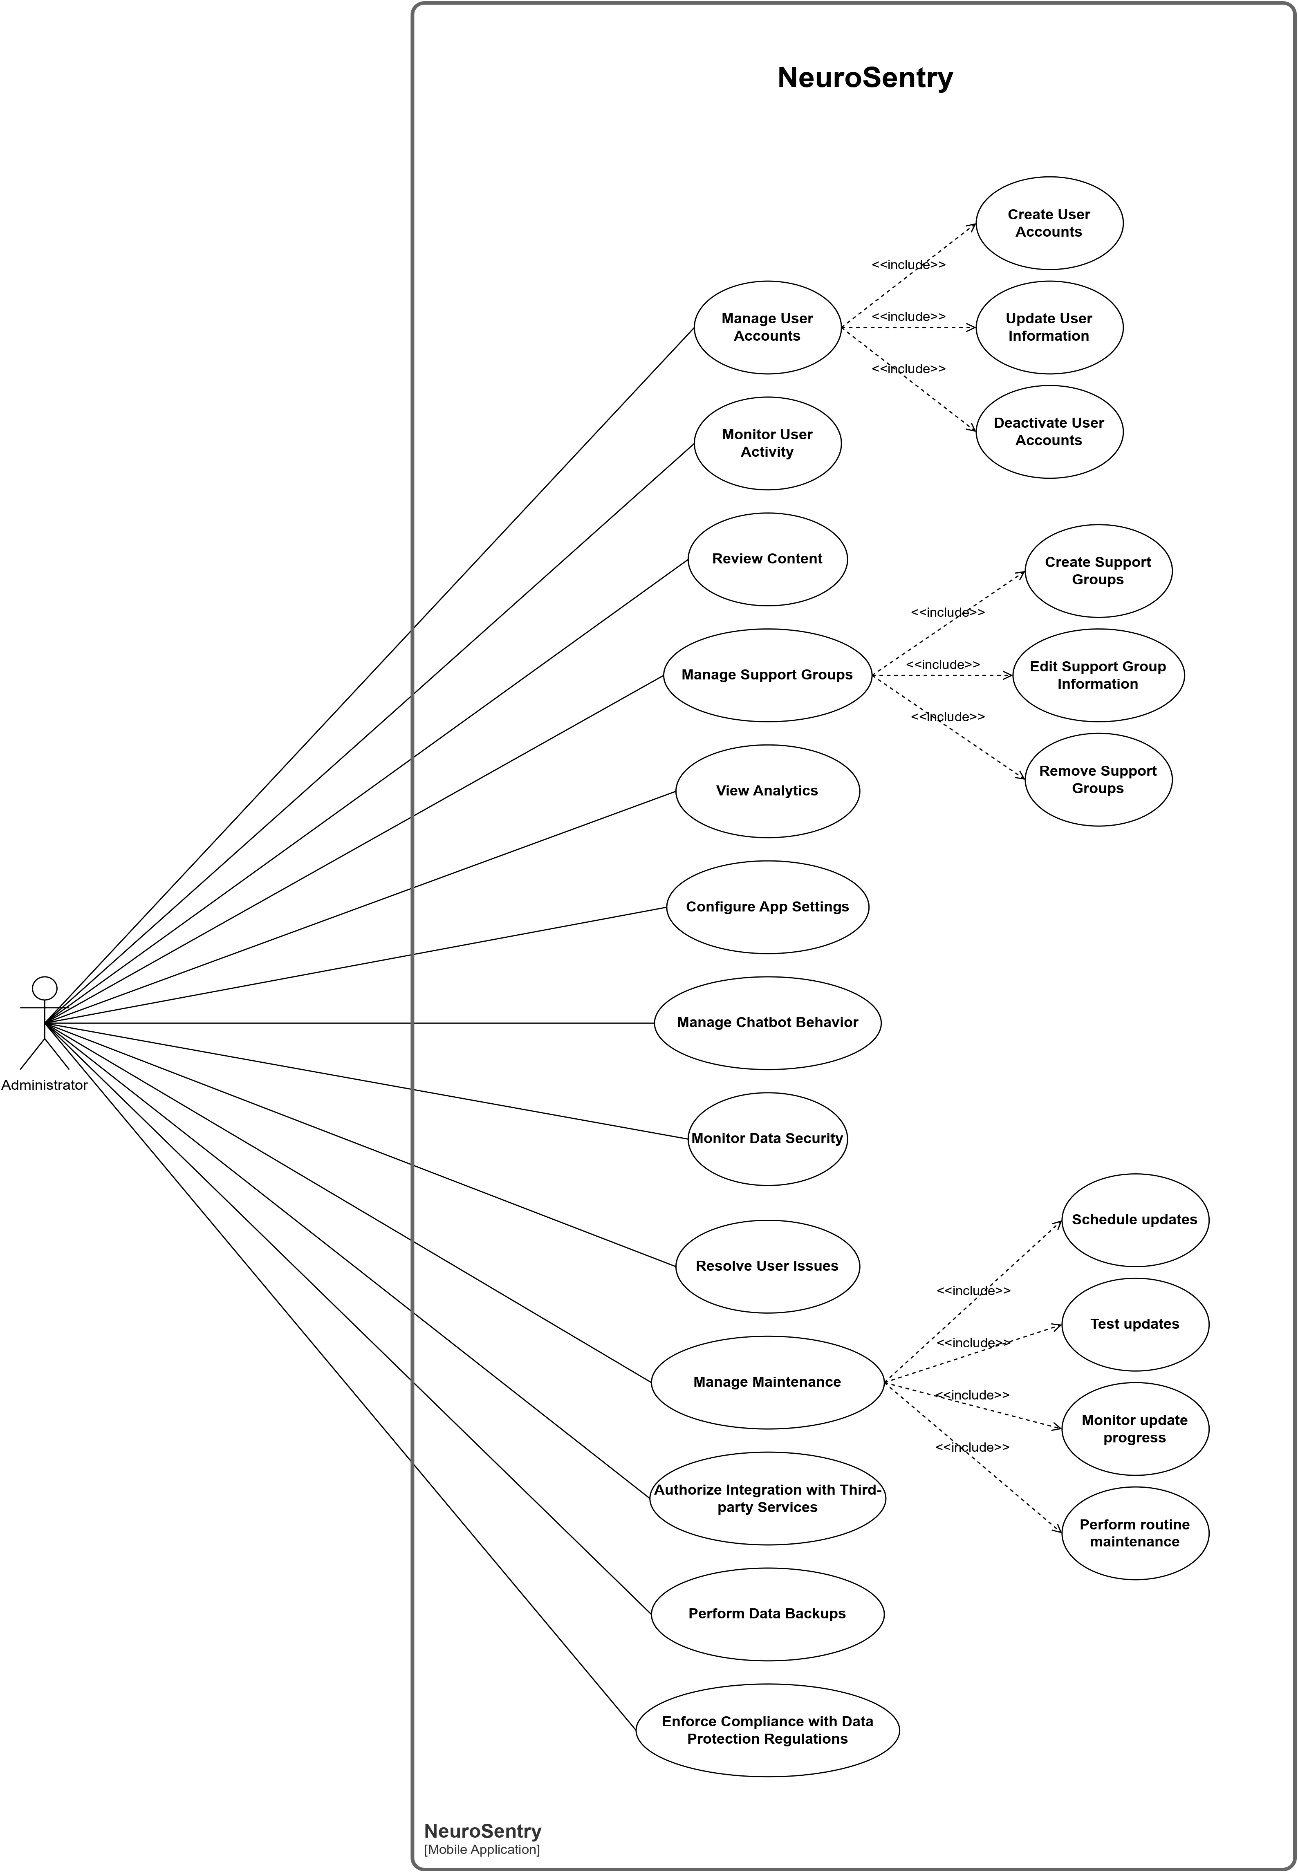 NeuroSentry
Create User
Accounts
<<include>>
Manage User
Accounts
<<include>>
Update User
Information
<<include>>
Deactivate User
Accounts
Monitor User
Activity
Review Content
Create Support
Groups
<<include>>
Manage Support Groups
<<include>>
Edit Support Group
Information
<<include>>
Remove Support
Groups
View Analytics
Configure App Settings
Manage Chatbot Behavior
Administrator
Monitor Data Security
Schedule updates
Resolve User Issues
<<include>>
Test updates
<<include>>
Manage Maintenance
<<include>>
Monitor update
progress
<<include>>
Authorize Integration with Third-
party Services
Perform routine
maintenance
Perform Data Backups
Enforce Compliance with Data
Protection Regulations
NeuroSentry
[Mobile Application]